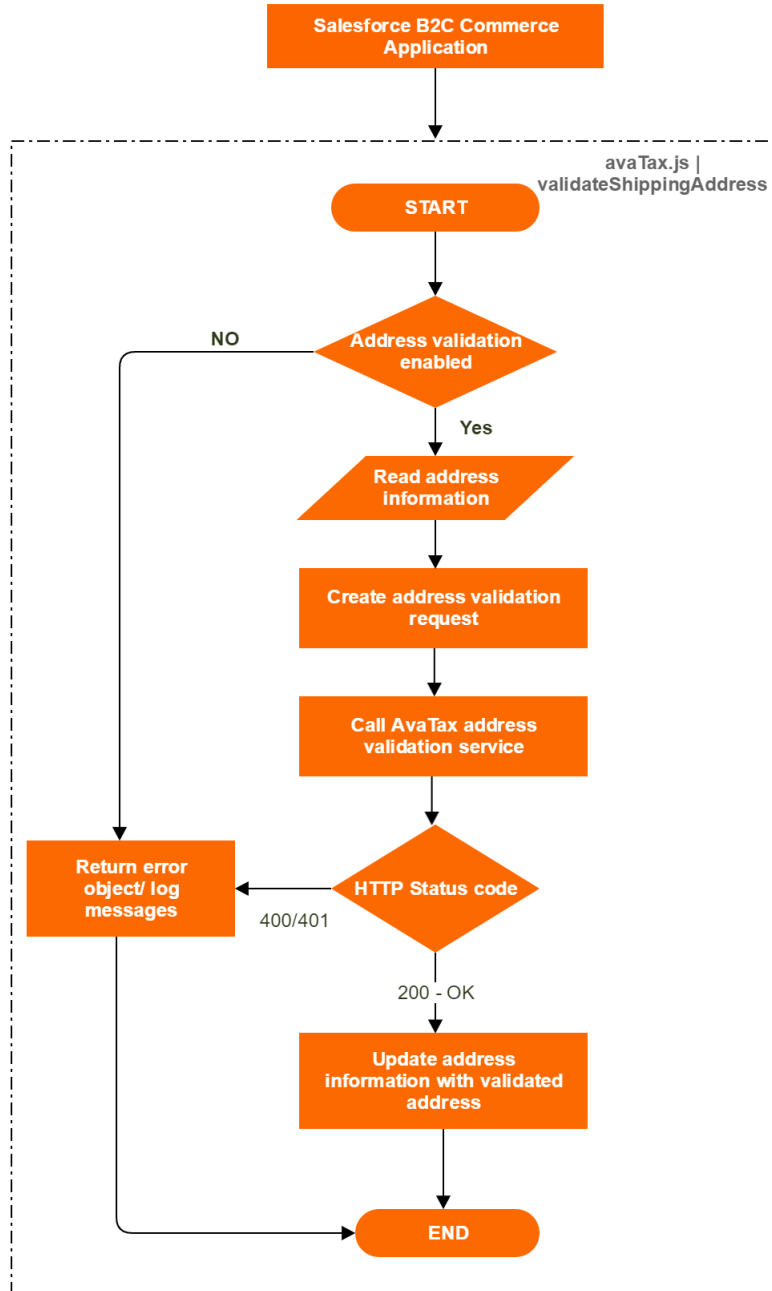 Salesforce B2C Commerce
Application
avaTax.js |
validateShippingAddress
START
Address validation
enabled
NO
Yes
Read address
information
Create address validation
request
Call AvaTax address
validation service
HTTP Status code
400/401
Return error
object/ log
messages
200 - OK
Update address
information with validated
address
END